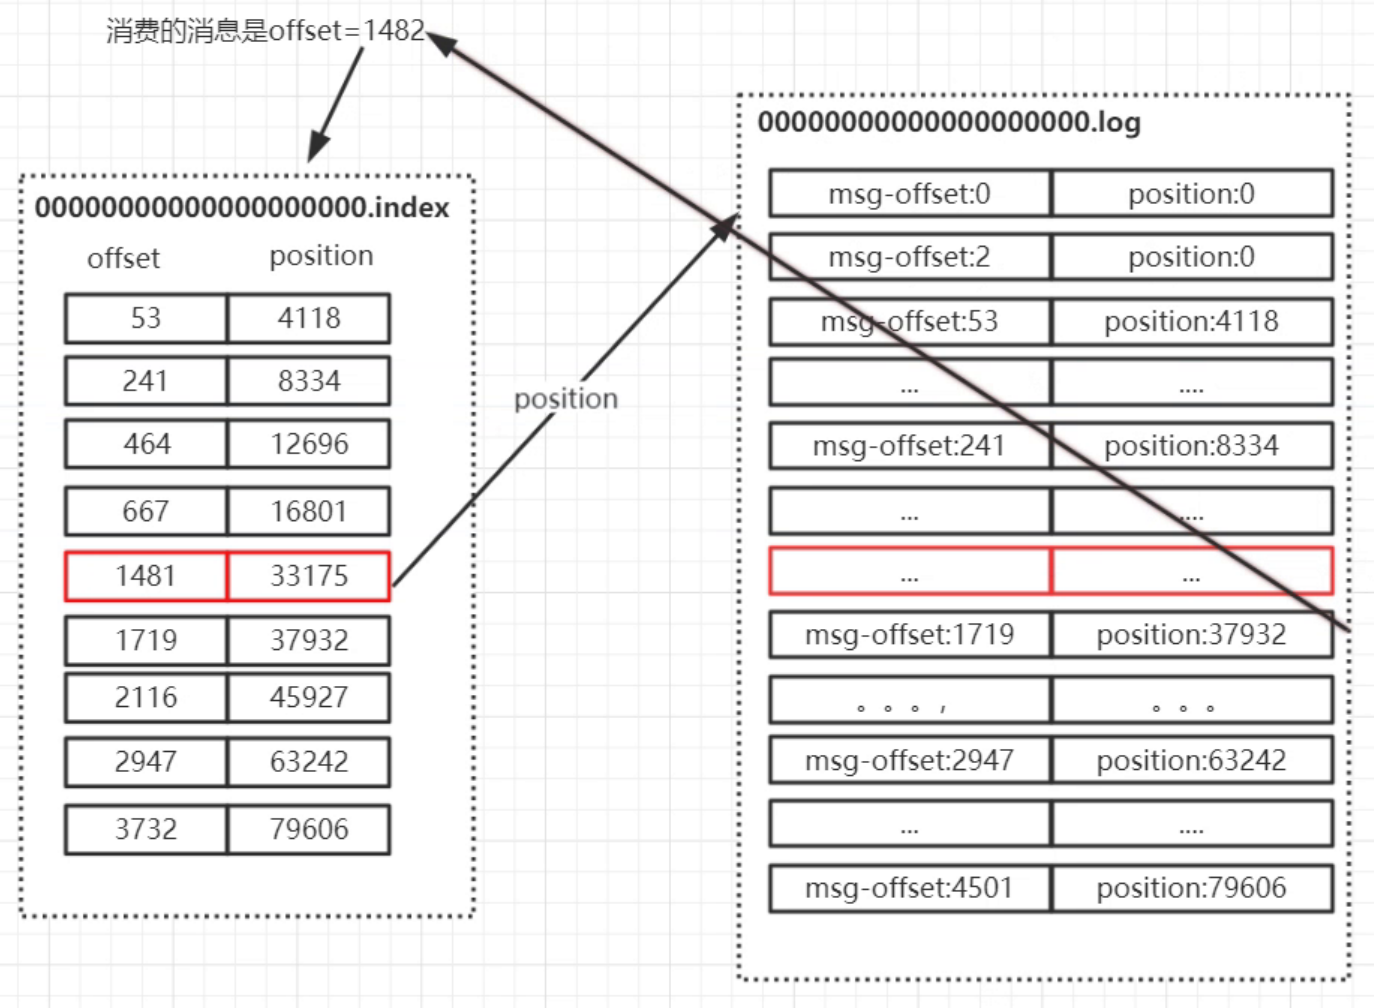 消费的消息是offset=1482
00000000000000000000.index
offset position
53 4118
241 8334
464 12696
667 16801
1481 33175
1719 37932
2116 45927
2947 63242
3732 79606
position
00000000000000000000.log
msg-offset:0 position:0
msg-offset:2 position:0
msg-offset:53 position:4118
... ....
msg-offset:241 position:8334
... ....
... ...
msg-offset:1719 position:37932
。。。, 。。。
msg-offset:2947 position:63242
... ....
msg-offset:4501 position:79606